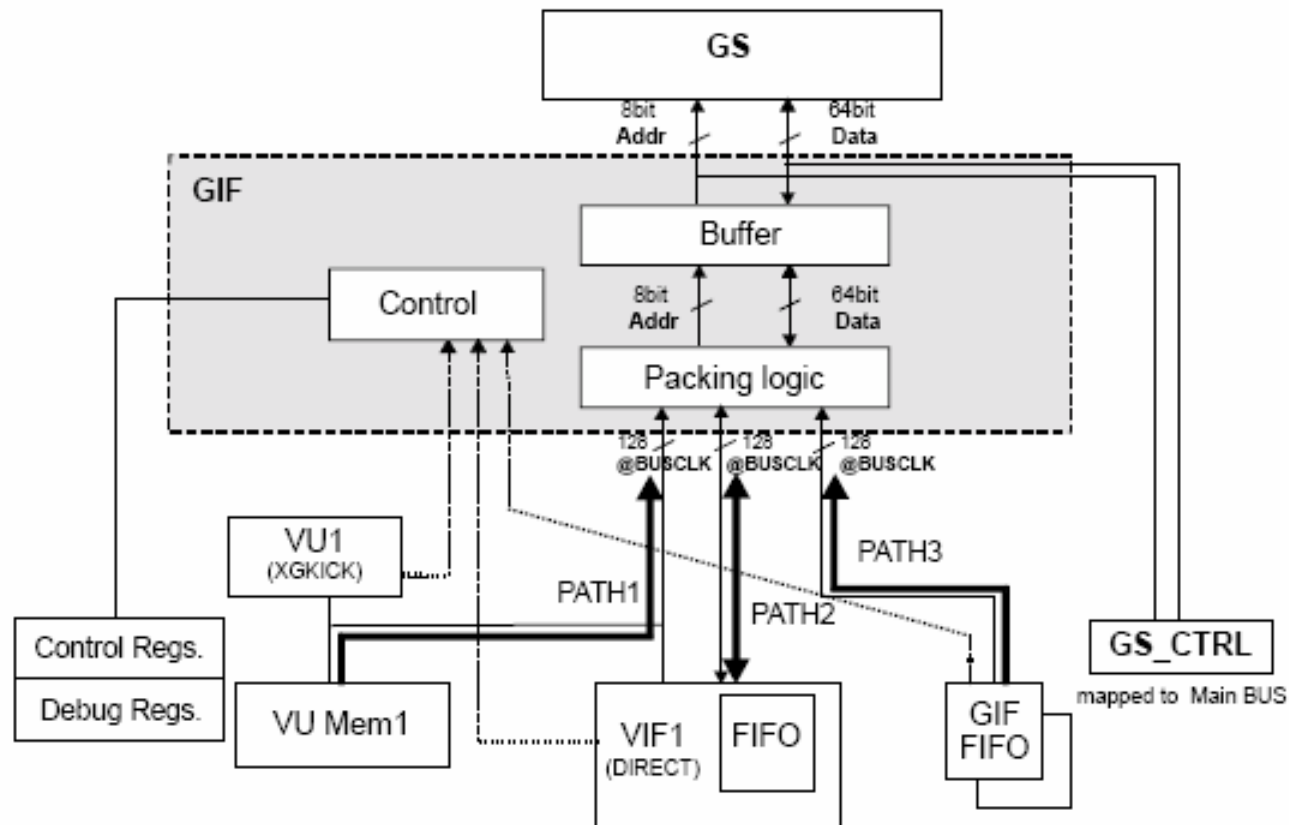 GS
8bit
Addr
64bit
Data
GIF
Buffer
Control
8bit
Addr
64bit
Data
Packing logic
128
@BUSCLK
128
@BUSCLK
128
@BUSCLK
VU1
(XGKICK)
PATH1
PATH2
PATH3
Control Regs.
Debug Regs.
VU Mem1
VIF1
(DIRECT)
FIFO
GIF
FIFO
GS_CTRL
mapped to Main BUS